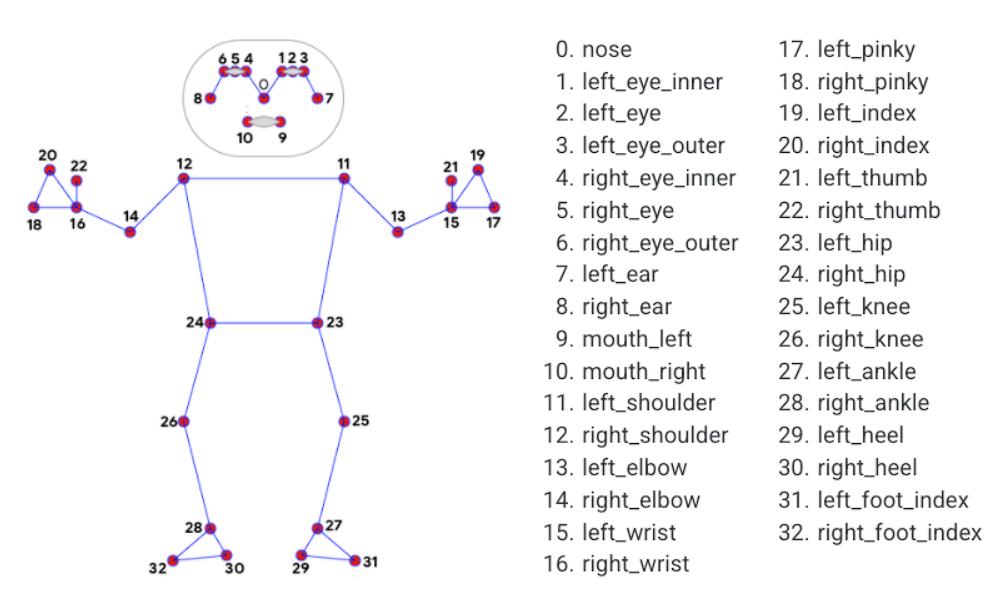 6 5 4 1 2 3
0
8 7
10 9
20 22 12 11 21 19
18 16 14 13 15 17
24 23
26 25
28 27
32 30 29 31
0. nose
1. left_eye_inner
2. left_eye
3. left_eye_outer
4. right_eye_inner
5. right_eye
6. right_eye_outer
7. left_ear
8. right_ear
9. mouth_left
10. mouth_right
11. left_shoulder
12. right_shoulder
13. left_elbow
14. right_elbow
15. left_wrist
16. right_wrist
17. left_pinky
18. right_pinky
19. left_index
20. right_index
21. left_thumb
22. right_thumb
23. left_hip
24. right_hip
25. left_knee
26. right_knee
27. left_ankle
28. right_ankle
29. left_heel
30. right_heel
31. left_foot_index
32. right_foot_index